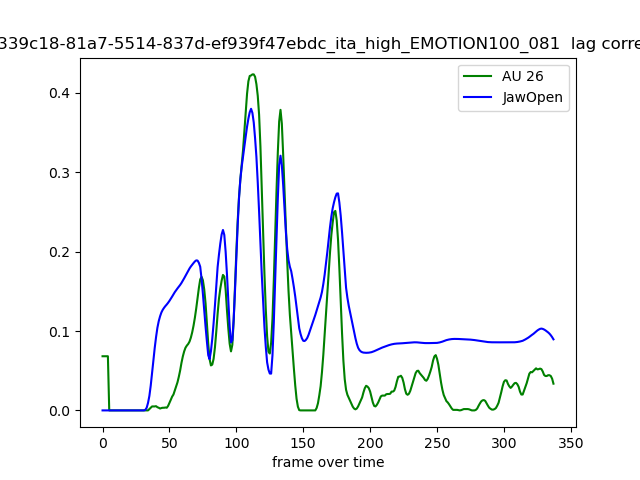 339c18-81a7-5514-837d-ef939f47ebdc_ita_high_EMOTION100_081 lag corre
AU 26
JawOpen
0.4
0.3
0.2
0.1
0.0
0 50 100 150 200 250 300 350
frame over time